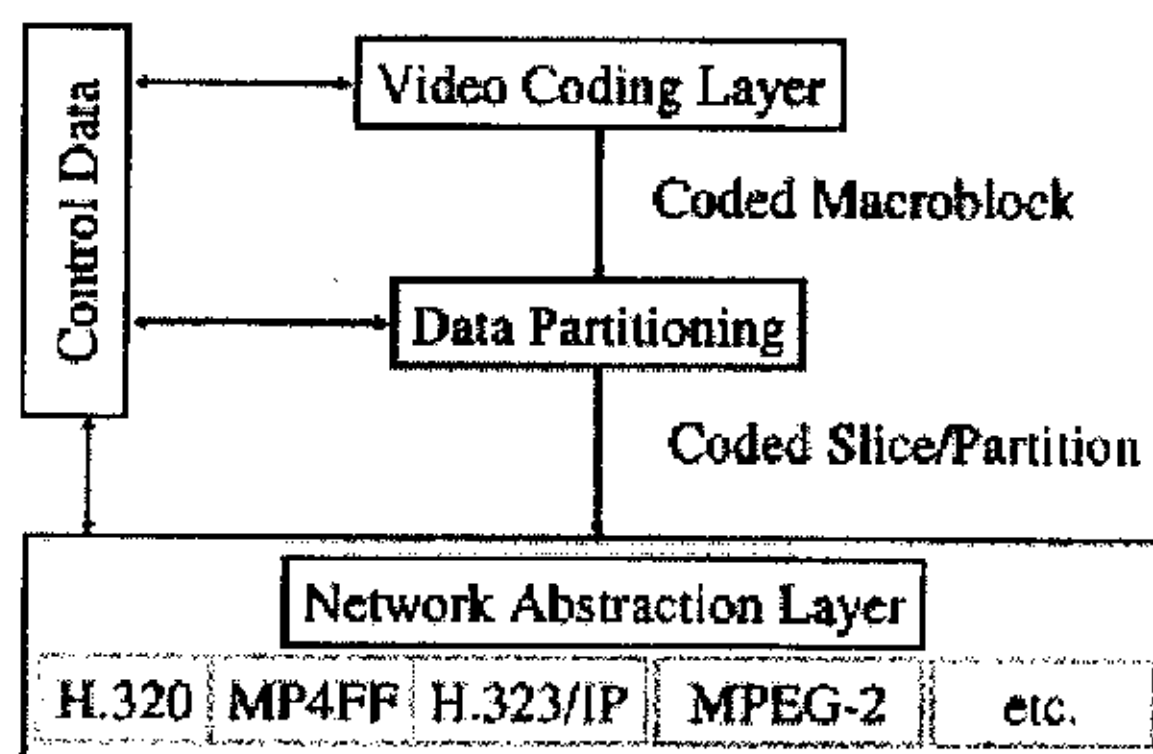 Control Data
Video Coding Layer
Coded Macroblock
Data Partitioning
Coded Slice/Partition
Network Abstraction Layer
H.320 MP4FF H.323/IP MPEG-2 etc.